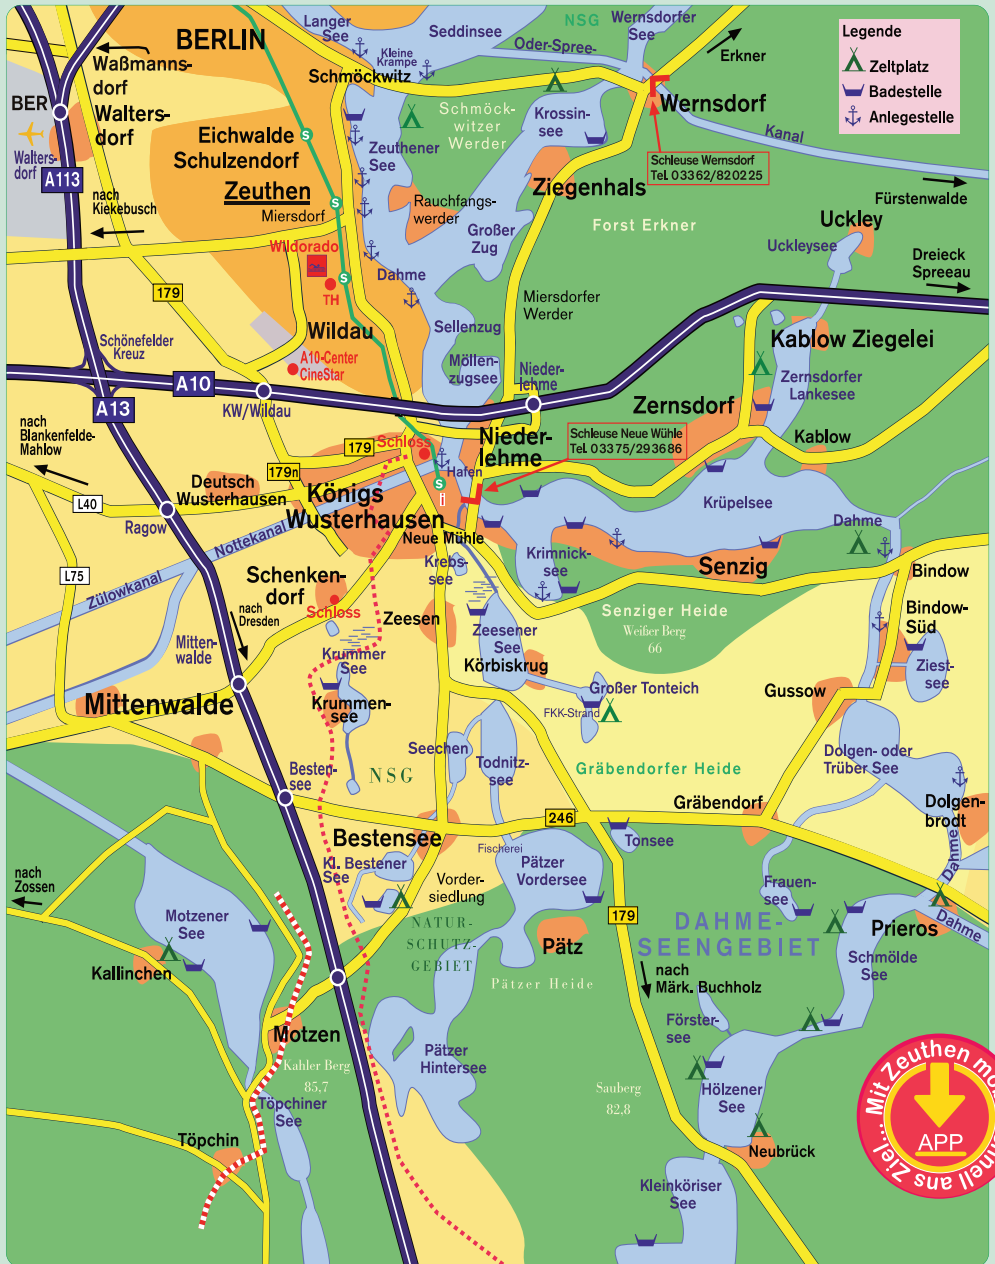 Langer
See
Seddinsee
NSG
Wernsdorfer
See
Oder-Spree-
Legende
Zeltplatz
Badestelle
Anlegestelle
BERLIN
Kleine
Krampe
Schmöckwitz
Erkner
Waßmanns-
dorf
BER
Walters-
dorf
Walters-
dorf
A113
Schmöck-
witzer
Werder
Krossin-
see
Wernsdorf
Kanal
Eichwalde
Schulzendorf
Zeuthen
Miersdorf
S
Zeuthener
See
Schleuse Wernsdorf
Tel. 03362/820225
Ziegenhals
Fürstenwalde
nach
Kiekebusch
S
Rauchfangs-
werder
Großer
Zug
Forst Erkner
Uckley
Uckleysee
Wildorado
TH
S
Dahme
Dreieck
Spreeau
179
Miersdorfer
Werder
Wildau
Sellenzug
Schönefelder
Kreuz
A10-Center
CineStar
Möllen-
zugsee
Nieder-
lehme
Kablow Ziegelei
Zernsdorfer
Lankesee
A10
A13
KW/Wildau
Zernsdorf
nach
Blankenfelde-
Mahlow
179
Schloss
Nieder-
lehme
Schleuse Neue Wühle
Tel. 03375/293686
Kablow
179n
Hafen
S
i
Deutsch
Wusterhausen
Königs
Wusterhausen
L40
Ragow
Krüpelsee
Nottekanal
Neue Mühle
Dahme
Krebs-
see
Krimnick-
see
Senzig
Bindow
L75
Zülowkanal
Schenken-
dorf
Schloss
nach
Dresden
Zeesen
Senziger Heide
Weißer Berg
66
Bindow-
Süd
Mitten-
walde
Zeesener
See
Krummer
See
Körbiskrug
Ziest-
see
Mittenwalde
Krummen-
see
Großer Tonteich
FKK-Strand
Gussow
Seechen
Todnitz-
see
Dolgen- oder
Trüber See
Besten-
see
NSG
Gräbendorfer Heide
Gräbendorf
Dolgen-
brodt
246
Bestensee
Fischerei
Tonsee
Dahme
Kl. Bestener
See
Pätzer
Vordersee
nach
Zossen
Vorder-
siedlung
Frauen-
see
Motzener
See
NATUR-
SCHUTZ-
GEBIET
179
DAHME-
SEENGEBIET
Prieros
Dahme
Pätz
Kallinchen
Schmölde
See
Pätzer Heide
nach
Märk. Buchholz
Motzen
Förster-
see
Kahler Berg
85,7
Pätzer
Hintersee
Sauberg
82,8
Hölzener
See
Töpchiner
See
Töpchin
Neubrück
Kleinköriser
See
APP